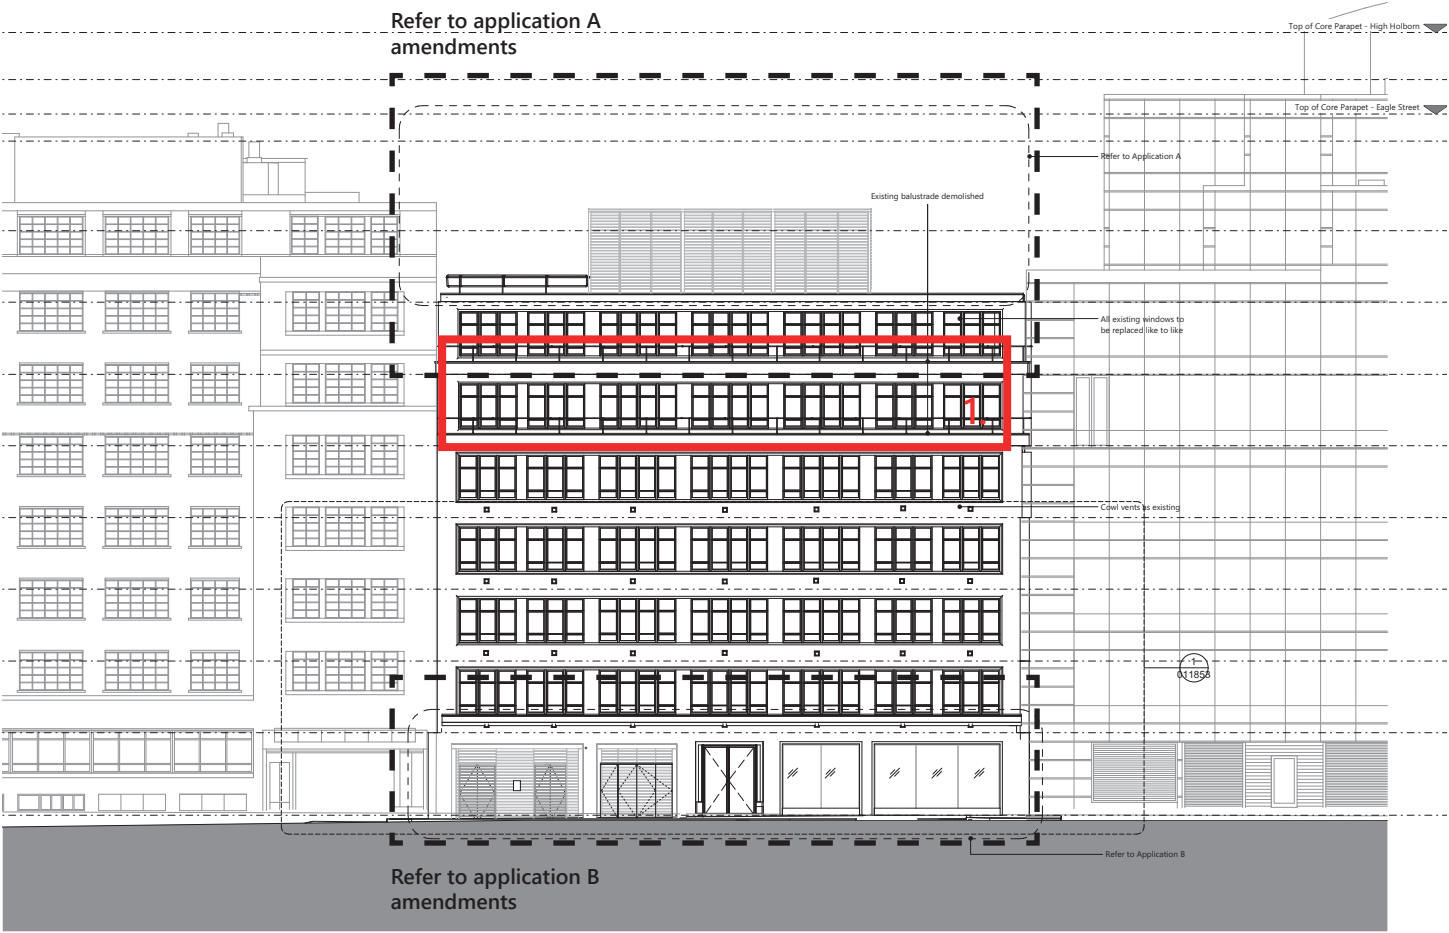 Refer to application A
amendments
Top of Core Parapet - High Holborn
Top of Core Parapet - Eagle Street
Refer to Application A
Existing balustrade demolished
All existing windows to
be replaced like to like
1.
Cowl vents as existing
1
011853
Refer to Application B
Refer to application B
amendments